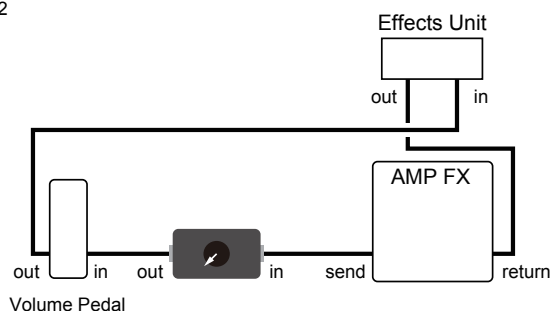 2
Effects Unit
out in
AMP FX
out in out in send return
Volume Pedal